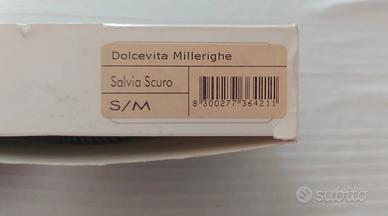 Dolcevita Millerighe
Salvia Scuro
S/M
8 300277 364211
subito